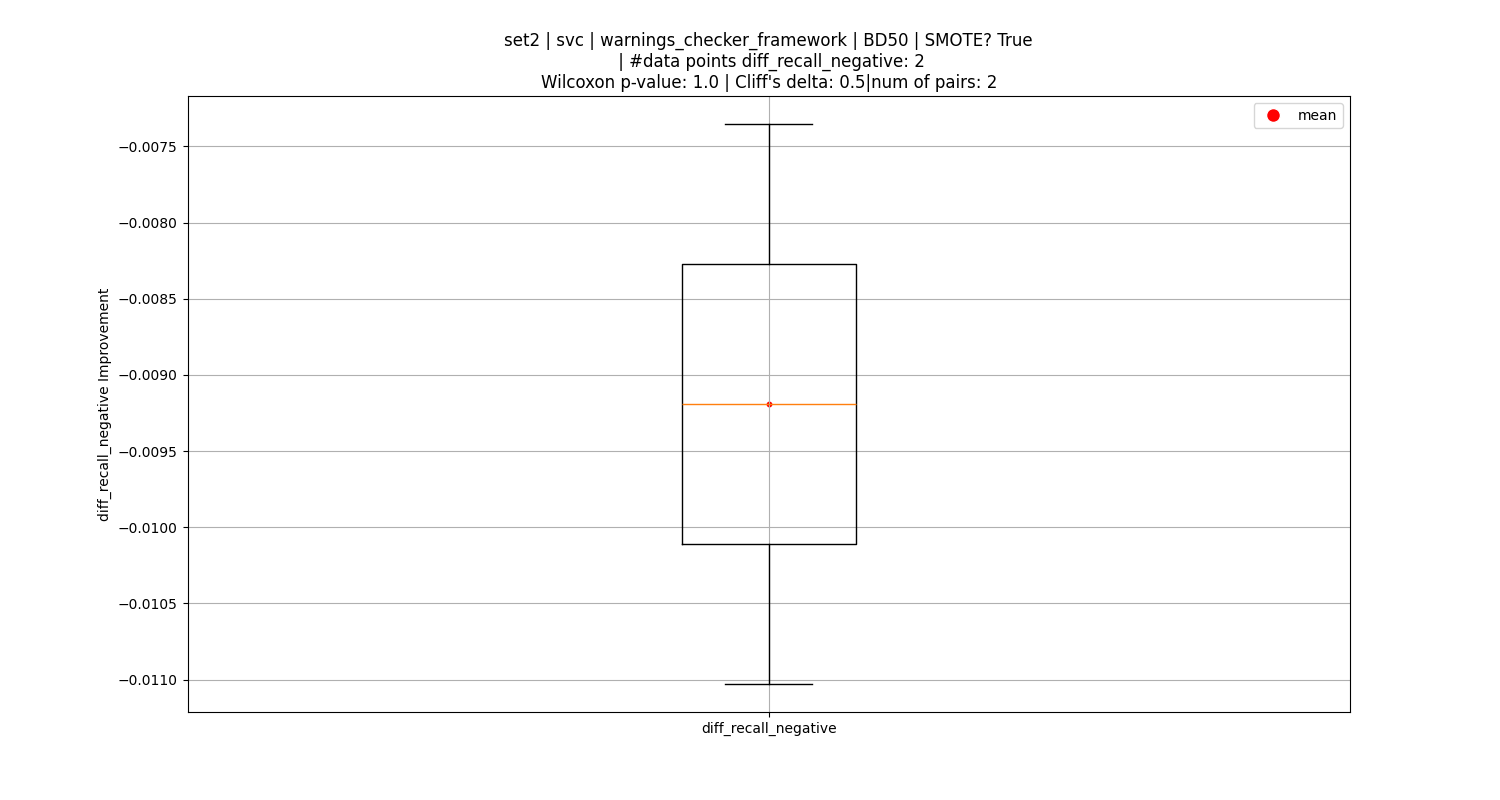 set2 | svc | warnings_checker_framework | BD50 | SMOTE? True
| #data points diff_recall_negative: 2
Wilcoxon p-value: 1.0 | Cliff's delta: 0.5|num of pairs: 2
mean
−0.0075
−0.0080
−0.0085
−0.0090
−0.0095
−0.0100
−0.0105
−0.0110
diff_recall_negative Improvement
diff_recall_negative